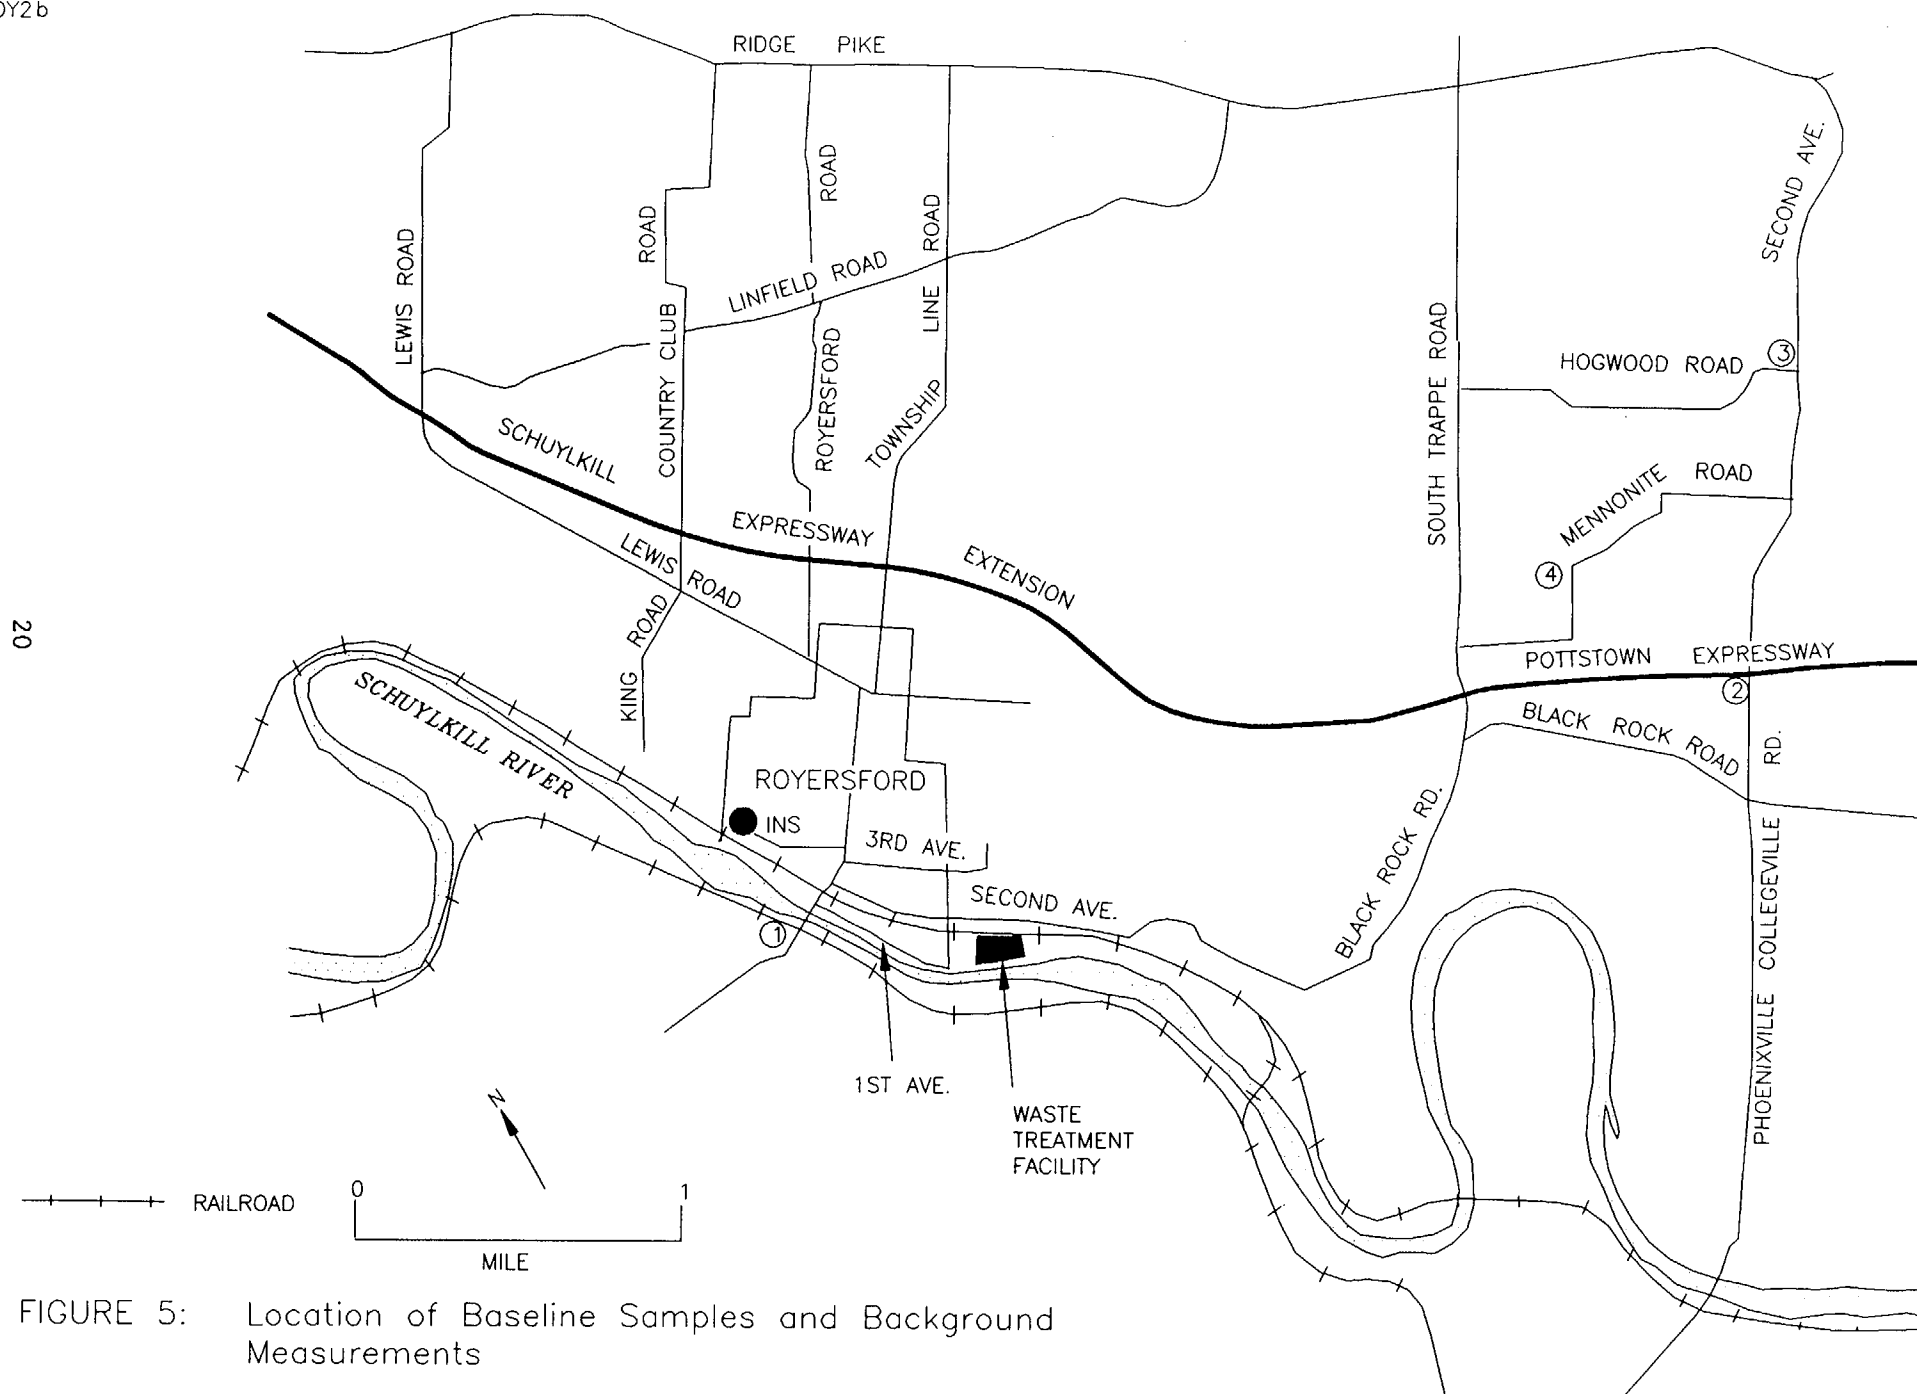 OY2b
RIDGE PIKE
SECOND AVE.
ROAD
LINE ROAD
ROAD
LEWIS ROAD
LINFIELD ROAD
COUNTRY CLUB
ROYERSFORD
TOWNSHIP
SOUTH TRAPPE ROAD
HOGWOOD ROAD
3
SCHUYLKILL
EXPRESSWAY
EXTENSION
MENNONITE ROAD
4
LEWIS ROAD
KING ROAD
20
POTTSTOWN EXPRESSWAY
2
SCHUYLKILL RIVER
BLACK ROCK ROAD
RD.
ROYERSFORD
INS
3RD AVE.
BLACK ROCK RD.
PHOENIXVILLE COLLEGEVILLE
SECOND AVE.
1
1ST AVE.
WASTE
TREATMENT
FACILITY
N
RAILROAD
0 1
MILE
FIGURE 5: Location of Baseline Samples and Background
Measurements